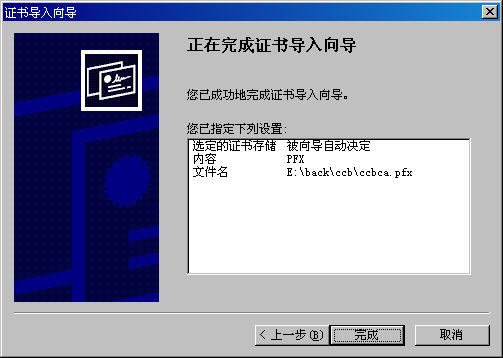 证书导入向导
正在完成证书导入向导
您已成功地完成证书导入向导。
您已指定下列设置:
选定的证书存储 被向导自动决定
内容 PFX
文件名 E:\back\ccb\ccbca.pfx
< 上一步(B) 完成 取消